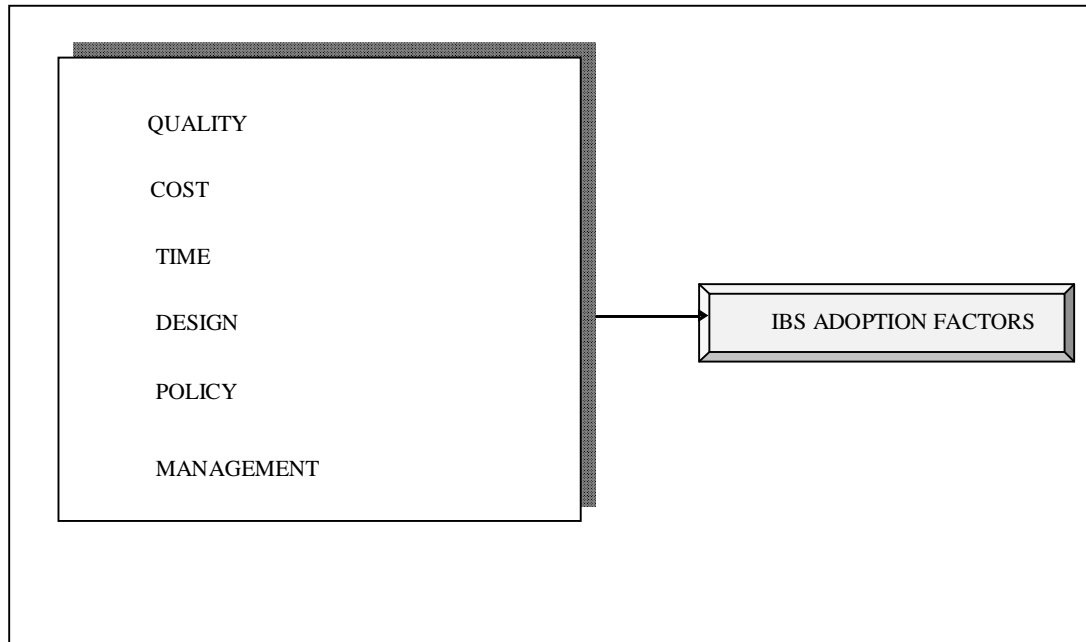 QUALITY
COST
TIME
DESIGN
POLICY
MANAGEMENT
IBS ADOPTION FACTORS